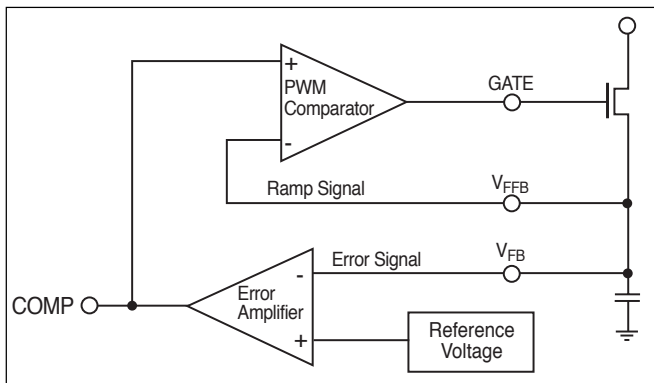 +
PWM
Comparator
-
GATE
Ramp Signal
VFFB
Error Signal
VFB
-
Error
Amplifier
+
COMP
Reference
Voltage